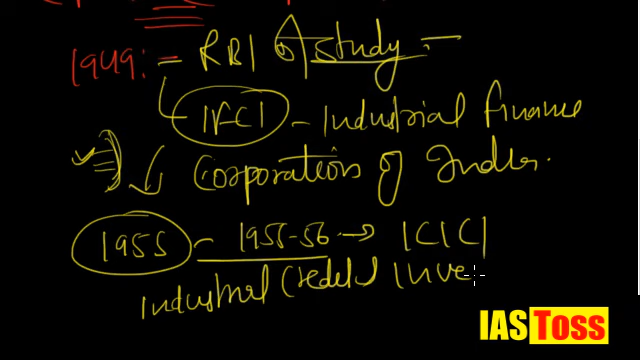 1949:- RBI study -
IFCI - Industrial finance
Corporation of India.
1955 - 1955-56 → ICICI
Industrial Credit Inve
IASToss